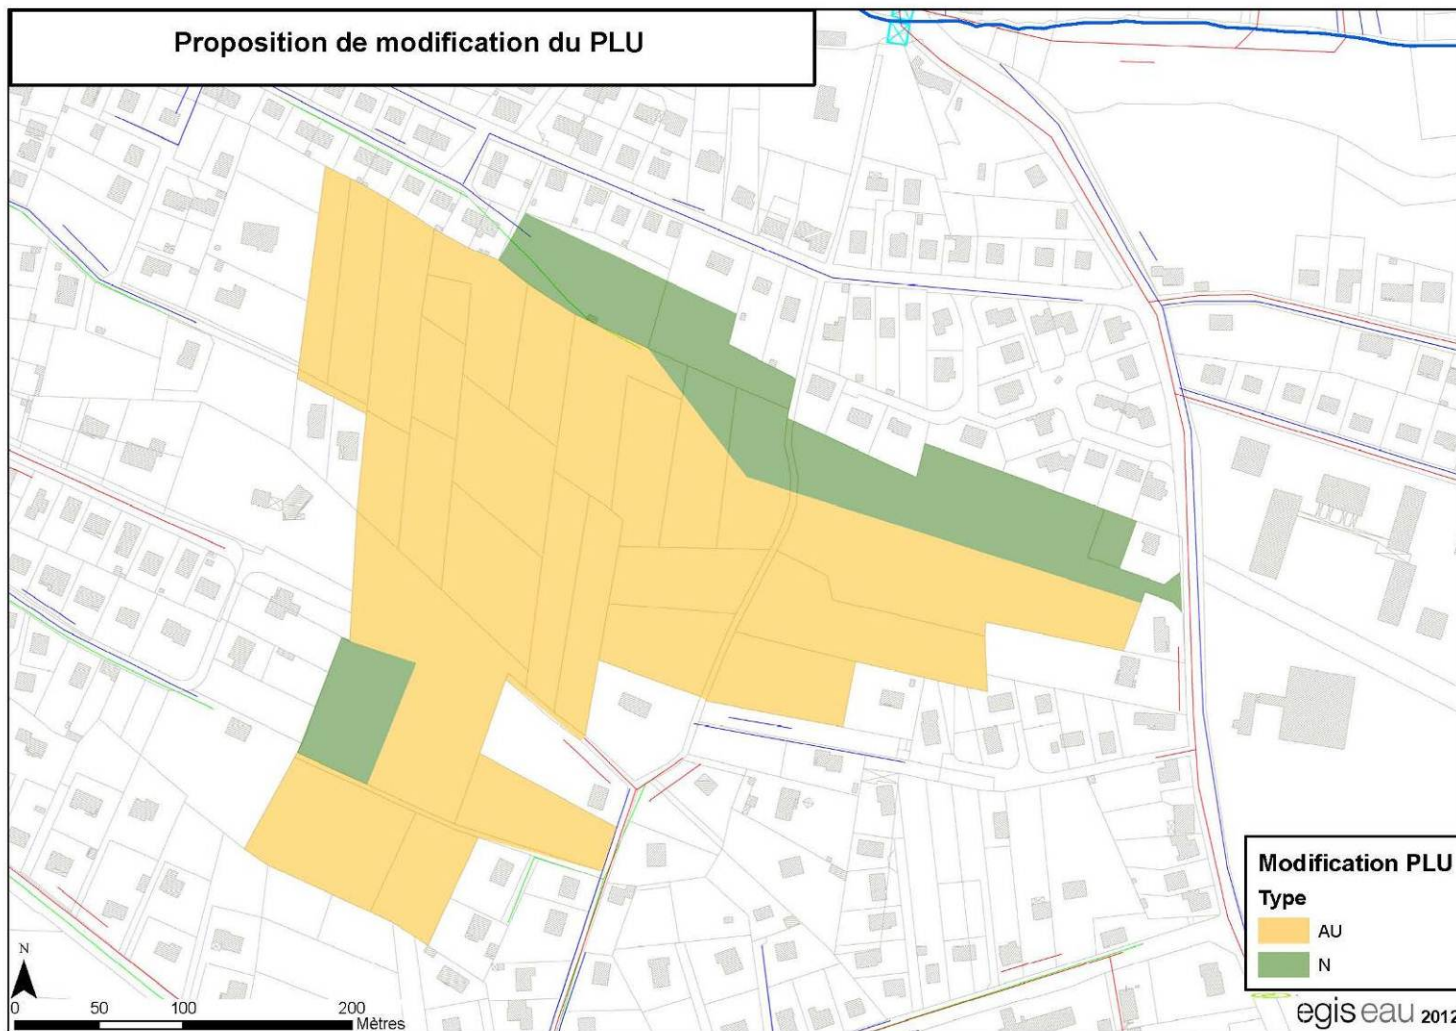 Proposition de modification du PLU
Modification PLU
Type
AU
N
N
0 50 100 200
Mètres
egis eau 2012